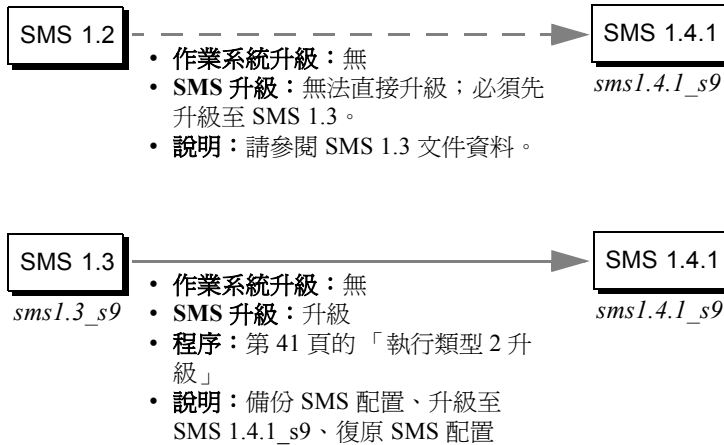 SMS 1.2
SMS 1.4.1
sms1.4.1_s9
• 作業系統升級：無
• SMS 升級：無法直接升級；必須先
升級至 SMS 1.3。
• 說明：請參閱 SMS 1.3 文件資料。
SMS 1.3
sms1.3_s9
SMS 1.4.1
sms1.4.1_s9
• 作業系統升級：無
• SMS 升級：升級
• 程序：第 41 頁的 「執行類型 2 升
級」
• 說明：備份 SMS 配置、升級至
SMS 1.4.1_s9、復原 SMS 配置